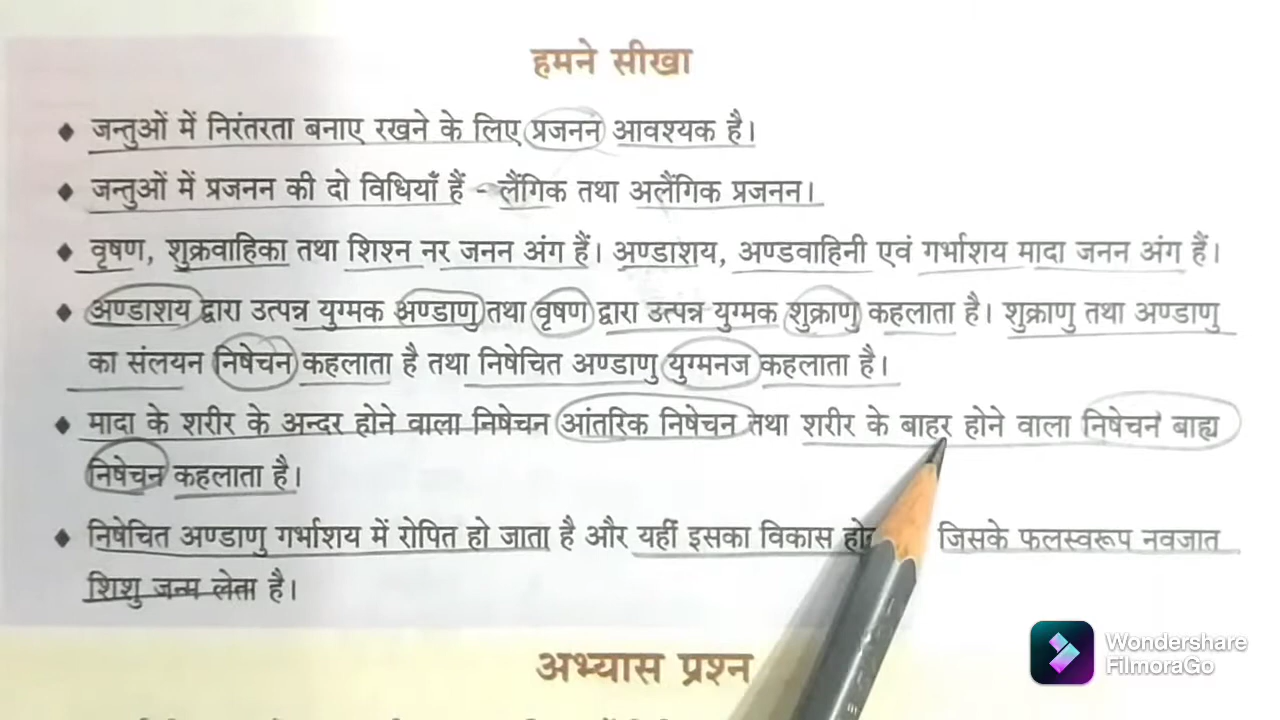 हमने सीखा
♦ जन्तुओं में निरंतरता बनाए रखने के लिए प्रजनन आवश्यक है।
♦ जन्तुओं में प्रजनन की दो विधियाँ हैं - लैंगिक तथा अलैंगिक प्रजनन।
♦ वृषण, शुक्रवाहिका तथा शिश्न नर जनन अंग हैं। अण्डाशय, अण्डवाहिनी एवं गर्भाशय मादा जनन अंग हैं।
♦ अण्डाशय द्वारा उत्पन्न युग्मक अण्डाणु तथा वृषण द्वारा उत्पन्न युग्मक शुक्राणु कहलाता है। शुक्राणु तथा अण्डाणु
का संलयन निषेचन कहलाता है तथा निषेचित अण्डाणु युग्मनज कहलाता है।
♦ मादा के शरीर के अन्दर होने वाला निषेचन आंतरिक निषेचन तथा शरीर के बाहर होने वाला निषेचन बाह्य
निषेचन कहलाता है।
♦ निषेचित अण्डाणु गर्भाशय में रोपित हो जाता है और यहीं इसका विकास जिसके फलस्वरूप नवजात
शिशु जन्म लेता है।
अभ्यास प्रश्न
Wondershare
FilmoraGo